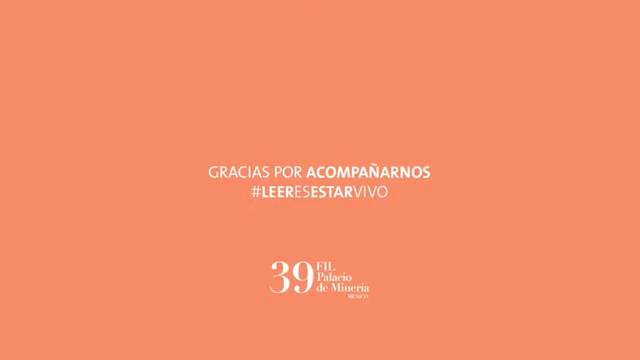 GRACIAS POR ACOMPAÑARNOS
#LEERESESTARVIVO
39 FIL
Palacio
de Minería
MÉXICO